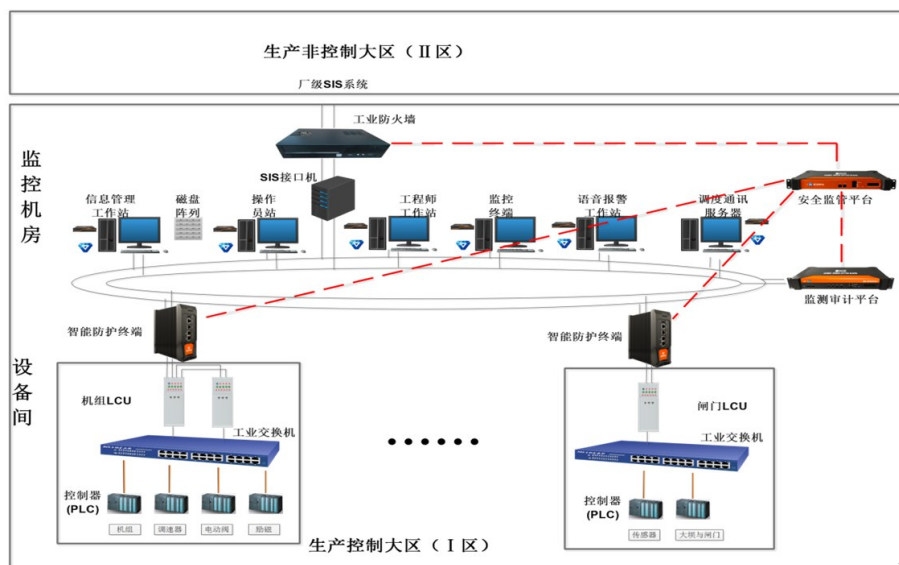 生产非控制大区（II区）
厂级SIS系统
监控机房
工业防火墙
SIS接口机
信息管理
工作站
磁盘
阵列
操作
员站
工程师
工作站
监控
终端
语音报警
工作站
调度通讯
服务器
安全监管平台
监测审计平台
智能防护终端
智能防护终端
设备间
机组LCU
工业交换机
控制器
(PLC)
机组
调速器
电动阀
励磁
闸门LCU
工业交换机
控制器
(PLC)
传感器
大坝与闸门
生产控制大区（I区）